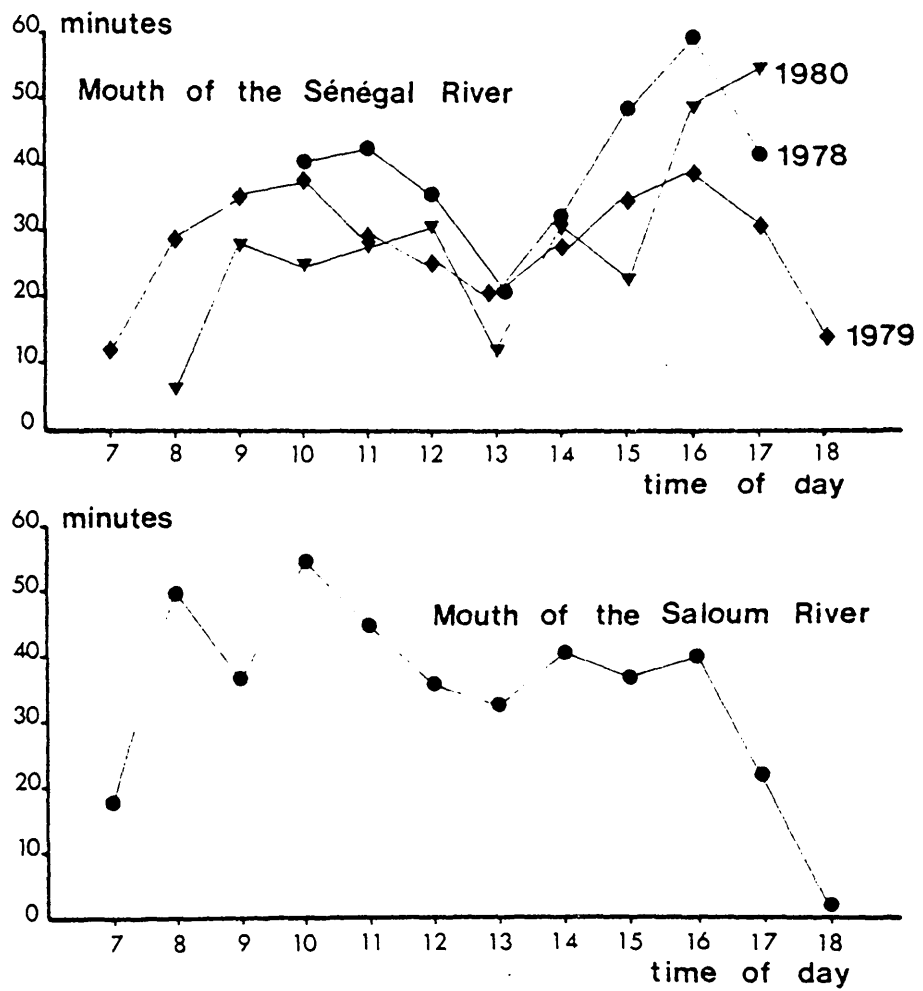 60 minutes
Mouth of the Sénégal River
50
1980
40
1978
30
20
1979
10
0
7 8 9 10 11 12 13 14 15 16 17 18
time of day
60 minutes
50
Mouth of the Saloum River
40
30
20
10
0
7 8 9 10 11 12 13 14 15 16 17 18
time of day